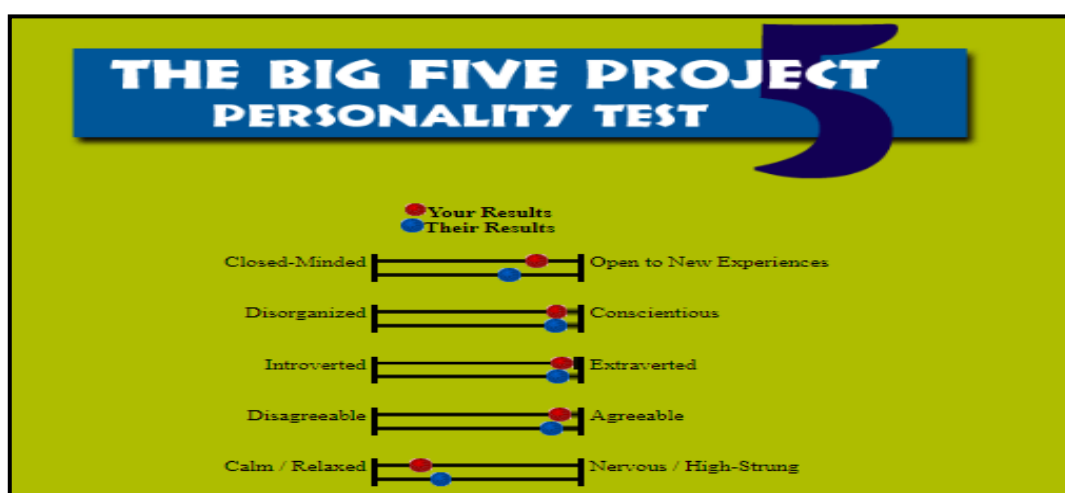 THE BIG FIVE PROJECT
PERSONALITY TEST
5
Your Results
Their Results
Closed-Minded Open to New Experiences
Disorganized Conscientious
Introverted Extraverted
Disagreeable Agreeable
Calm / Relaxed Nervous / High-Strung